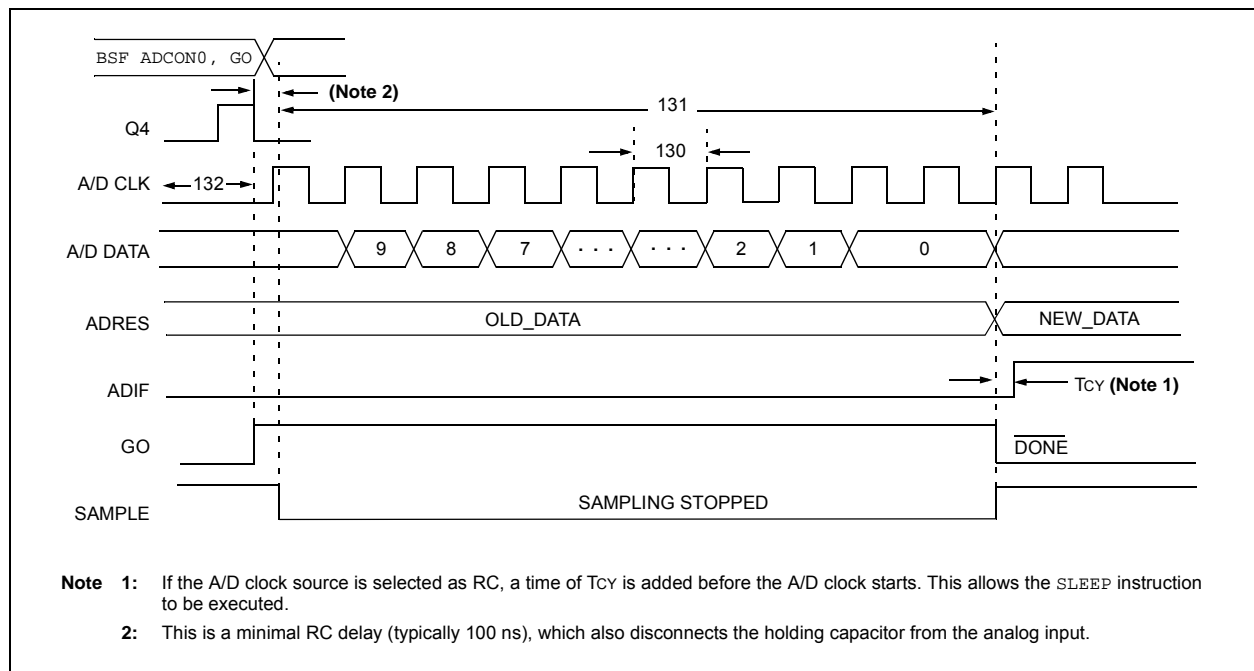 BSF ADCON0, GO
(Note 2)
131
Q4
130
A/D CLK
132
A/D DATA
9 8 7 . . . . . . 2 1 0
ADRES
OLD_DATA
NEW_DATA
ADIF
TCY (Note 1)
GO
DONE
SAMPLE
SAMPLING STOPPED
Note 1: If the A/D clock source is selected as RC, a time of TCY is added before the A/D clock starts. This allows the SLEEP instruction
to be executed.
2: This is a minimal RC delay (typically 100 ns), which also disconnects the holding capacitor from the analog input.